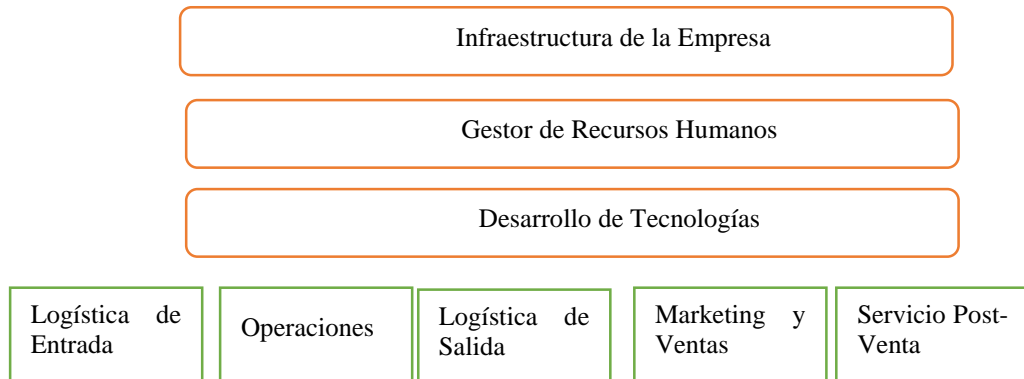 Infraestructura de la Empresa
Gestor de Recursos Humanos
Desarrollo de Tecnologías
Logística de
Entrada
Operaciones
Logística de
Salida
Marketing y
Ventas
Servicio Post-
Venta